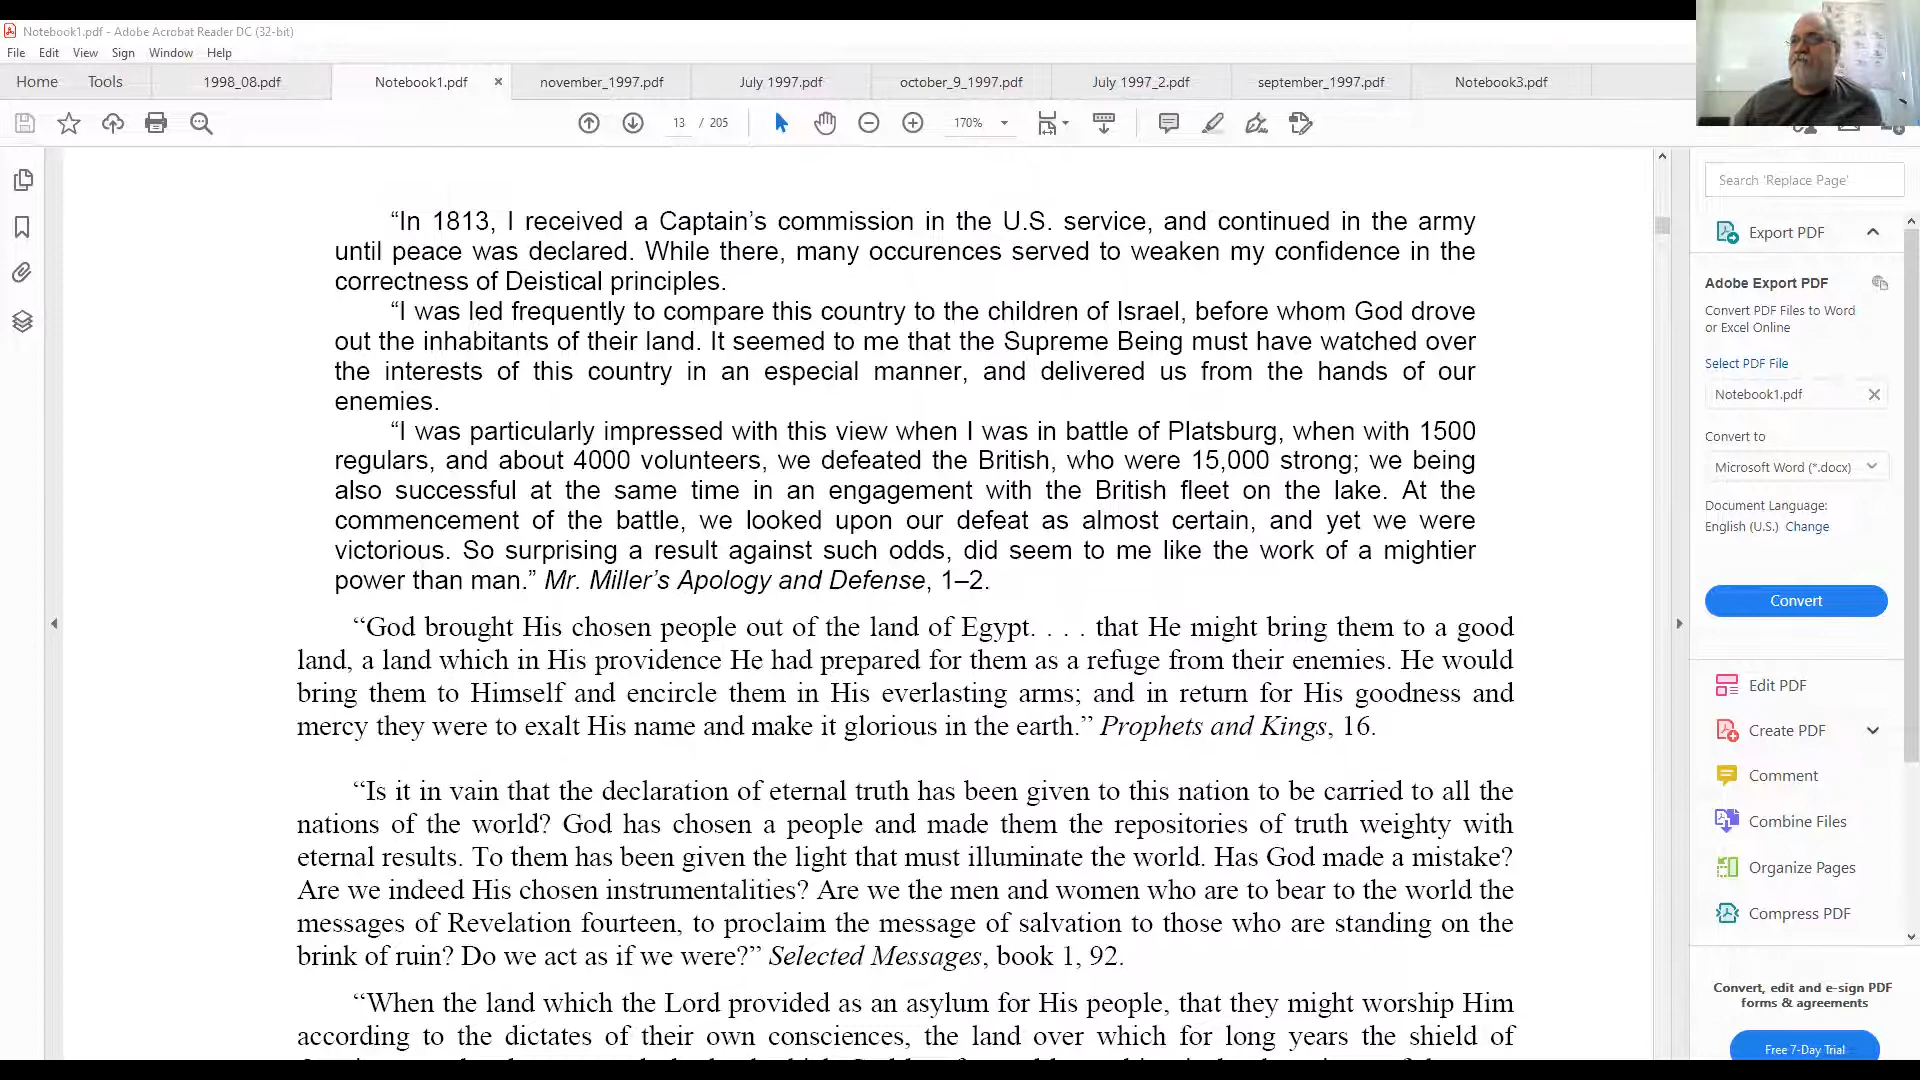 Notebook1.pdf - Adobe Acrobat Reader DC (32-bit)
File Edit View Sign Window Help
Home Tools 1998_08.pdf Notebook1.pdf × november_1997.pdf July 1997.pdf october_9_1997.pdf July 1997_2.pdf september_1997.pdf Notebook3.pdf
13 / 205 170%
“In 1813, I received a Captain’s commission in the U.S. service, and continued in the army
until peace was declared. While there, many occurences served to weaken my confidence in the
correctness of Deistical principles.
“I was led frequently to compare this country to the children of Israel, before whom God drove
out the inhabitants of their land. It seemed to me that the Supreme Being must have watched over
the interests of this country in an especial manner, and delivered us from the hands of our
enemies.
“I was particularly impressed with this view when I was in battle of Platsburg, when with 1500
regulars, and about 4000 volunteers, we defeated the British, who were 15,000 strong; we being
also successful at the same time in an engagement with the British fleet on the lake. At the
commencement of the battle, we looked upon our defeat as almost certain, and yet we were
victorious. So surprising a result against such odds, did seem to me like the work of a mightier
power than man.” Mr. Miller’s Apology and Defense, 1–2.
“God brought His chosen people out of the land of Egypt. . . . that He might bring them to a good
land, a land which in His providence He had prepared for them as a refuge from their enemies. He would
bring them to Himself and encircle them in His everlasting arms; and in return for His goodness and
mercy they were to exalt His name and make it glorious in the earth.” Prophets and Kings, 16.
“Is it in vain that the declaration of eternal truth has been given to this nation to be carried to all the
nations of the world? God has chosen a people and made them the repositories of truth weighty with
eternal results. To them has been given the light that must illuminate the world. Has God made a mistake?
Are we indeed His chosen instrumentalities? Are we the men and women who are to bear to the world the
messages of Revelation fourteen, to proclaim the message of salvation to those who are standing on the
brink of ruin? Do we act as if we were?” Selected Messages, book 1, 92.
“When the land which the Lord provided as an asylum for His people, that they might worship Him
according to the dictates of their own consciences, the land over which for long years the shield of
Search 'Replace Page'
Export PDF
Adobe Export PDF
Convert PDF Files to Word
or Excel Online
Select PDF File
Notebook1.pdf
Convert to
Microsoft Word (*.docx)
Document Language:
English (U.S.) Change
Convert
Edit PDF
Create PDF
Comment
Combine Files
Organize Pages
Compress PDF
Convert, edit and e-sign PDF
forms & agreements
Free 7-Day Trial